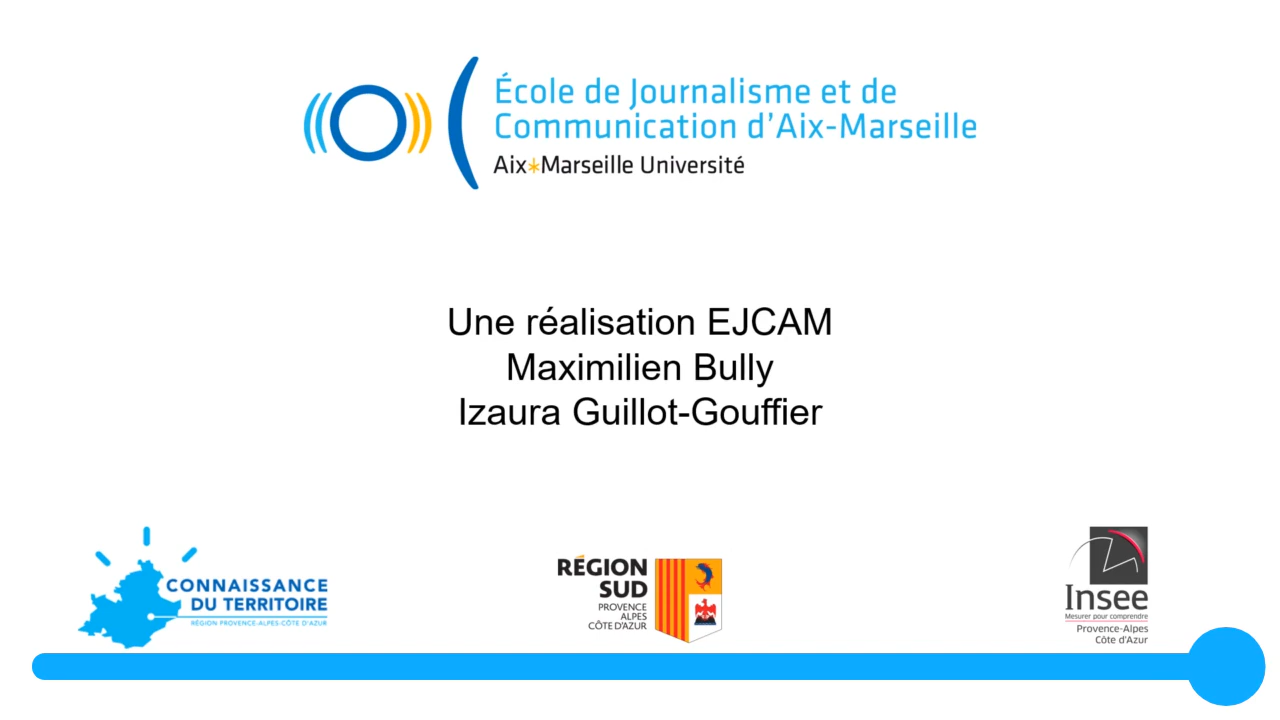 École de Journalisme et de
Communication d'Aix-Marseille
Aix*Marseille Université
Une réalisation EJCAM
Maximilien Bully
Izaura Guillot-Gouffier
CONNAISSANCE
DU TERRITOIRE
RÉGION PROVENCE-ALPES-CÔTE D'AZUR
RÉGION
SUD
PROVENCE
ALPES
CÔTE D'AZUR
Insee
Mesurer pour comprendre
Provence-Alpes
Côte d'Azur